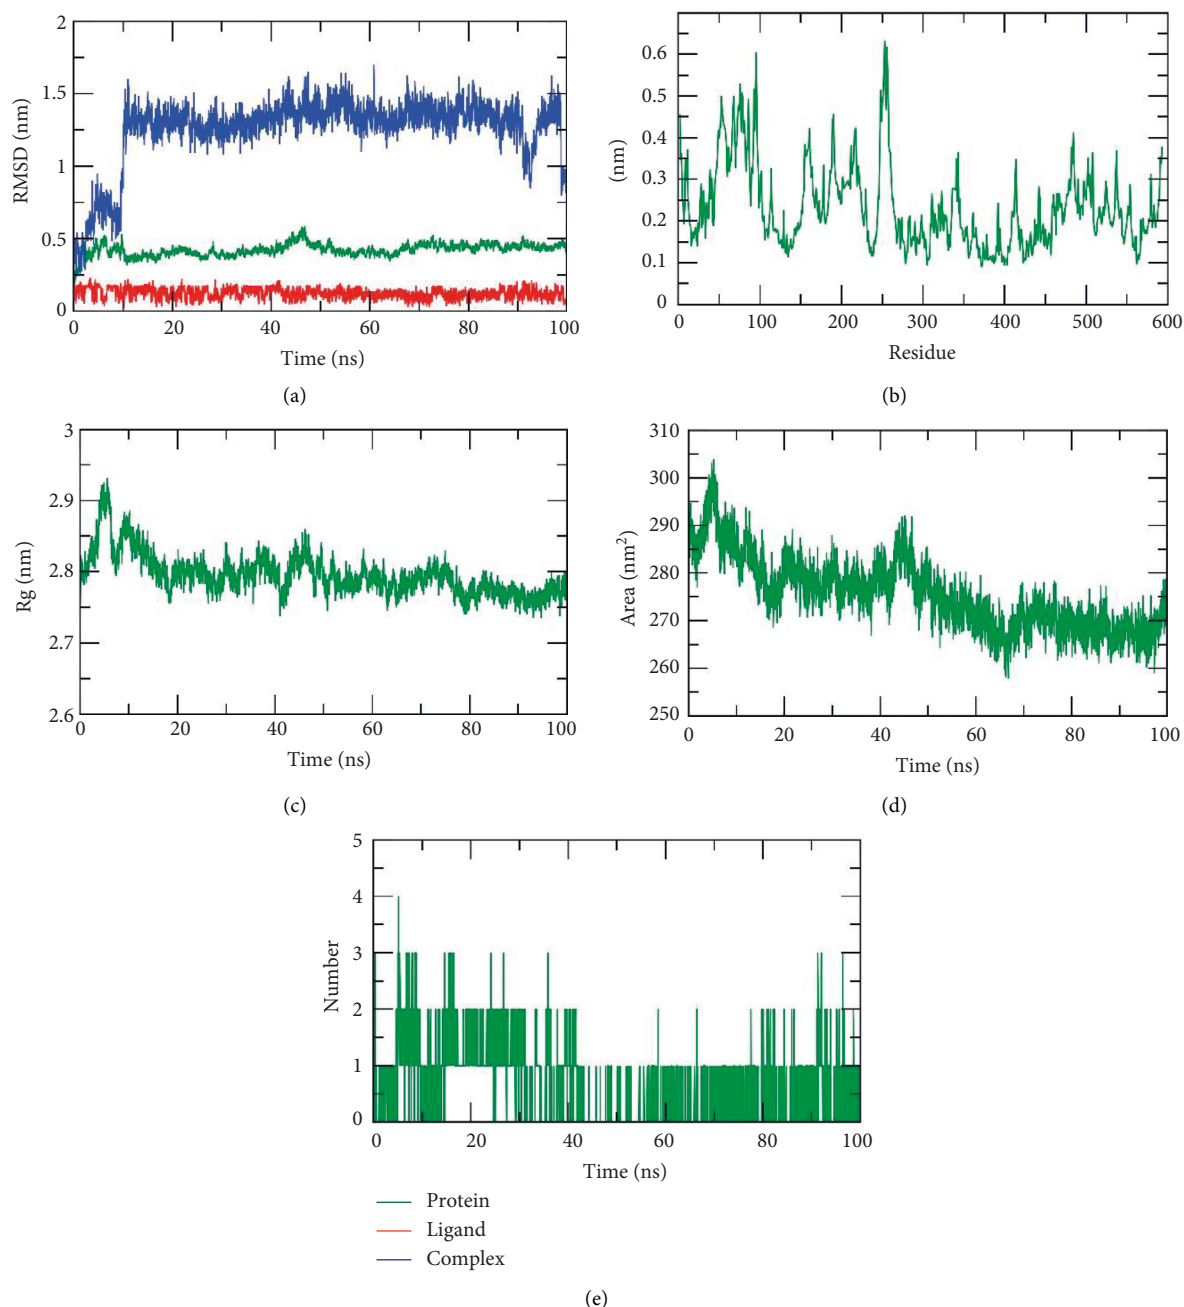 2
1.5
1
0.5
0
RMSD (nm)
0 20 40 60 80 100
Time (ns)
(a)
0.6
0.5
0.4
0.3
0.2
0.1
0
(nm)
0 100 200 300 400 500 600
Residue
(b)
3
2.9
2.8
2.7
2.6
Rg (nm)
0 20 40 60 80 100
Time (ns)
(c)
310
300
290
280
270
260
250
Area (nm²)
0 20 40 60 80 100
Time (ns)
(d)
5
4
3
2
1
0
Number
0 20 40 60 80 100
Time (ns)
Protein
Ligand
Complex
(e)